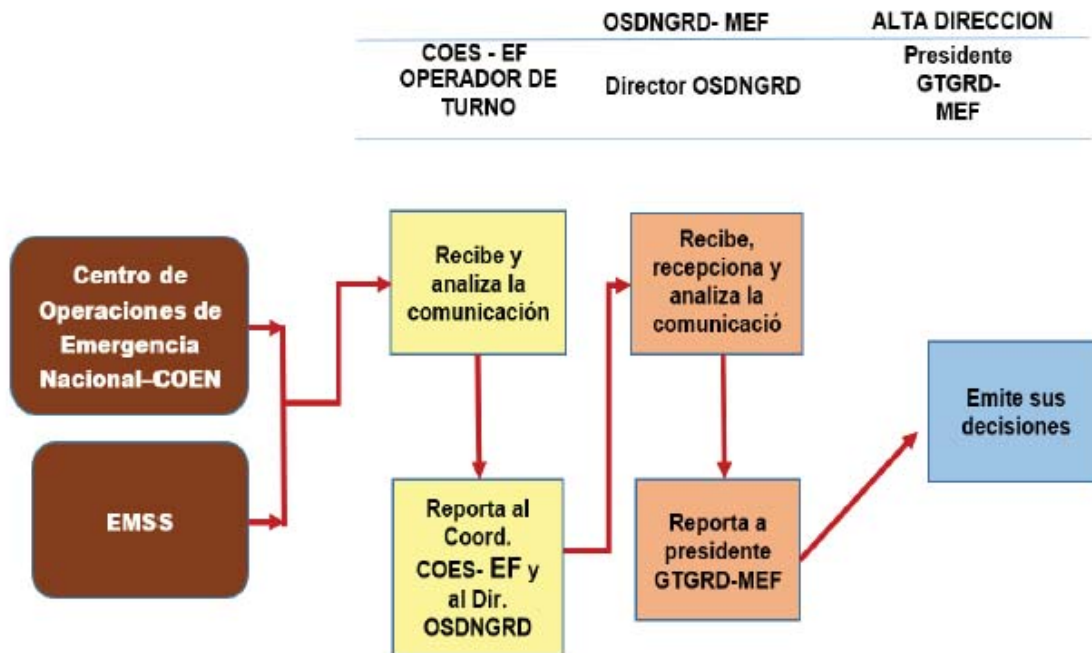 OSDNGRD- MEF
ALTA DIRECCION
COES - EF
OPERADOR DE
TURNO
Director OSDNGRD
Presidente
GTGRD-
MEF
Centro de
Operaciones de
Emergencia
Nacional–COEN
EMSS
Recibe y
analiza la
comunicación
Reporta al
Coord.
COES- EF y
al Dir.
OSDNGRD
Recibe,
recepciona y
analiza la
comunicació
Reporta a
presidente
GTGRD-MEF
Emite sus
decisiones